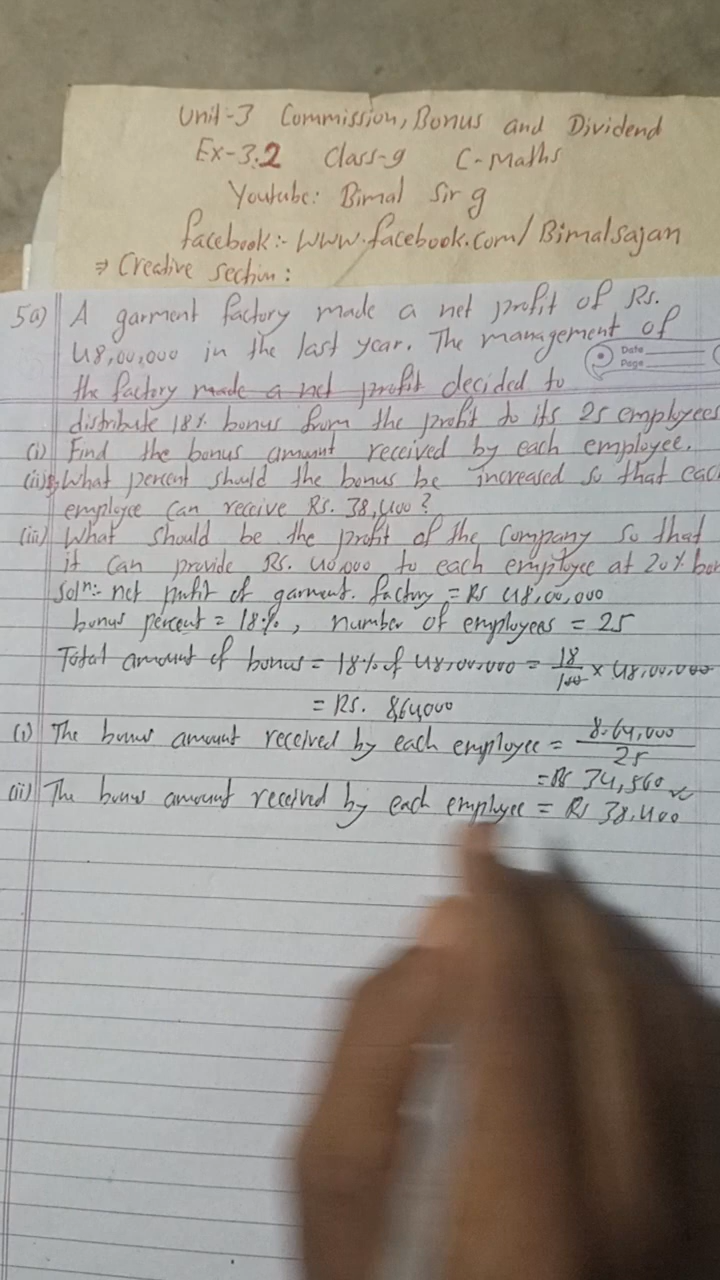 Unit-3 Commission, Bonus and Dividend
Ex-3.2 Class-9 C-Maths
Youtube: Bimal Sir g
facebook:- www.facebook.com/Bimalsajan
⇒ Creative section:
5a) A garment factory made a net profit of Rs.
48,00,000 in the last year. The management of
Date
Page
the factory made a net profit decided to
distribute 18% bonus from the profit to its 25 employees
(i) Find the bonus amount received by each employee.
(ii) What percent should the bonus be increased so that eac
employee can receive Rs. 38,400?
(iii) What should be the profit of the company so that
it can provide Rs. 40,000 to each employee at 20% bon
Soln:- net profit of garment factory = Rs 48,00,000
bonus percent = 18%, number of employees = 25
Total amount of bonus = 18% of 48,00,000 = 18/100 × 48,00,000
= Rs. 864000
(i) The bonus amount received by each employee = 8,64,000/25
= Rs 34,560 ✓
(ii) The bonus amount received by each employee = Rs 38,400